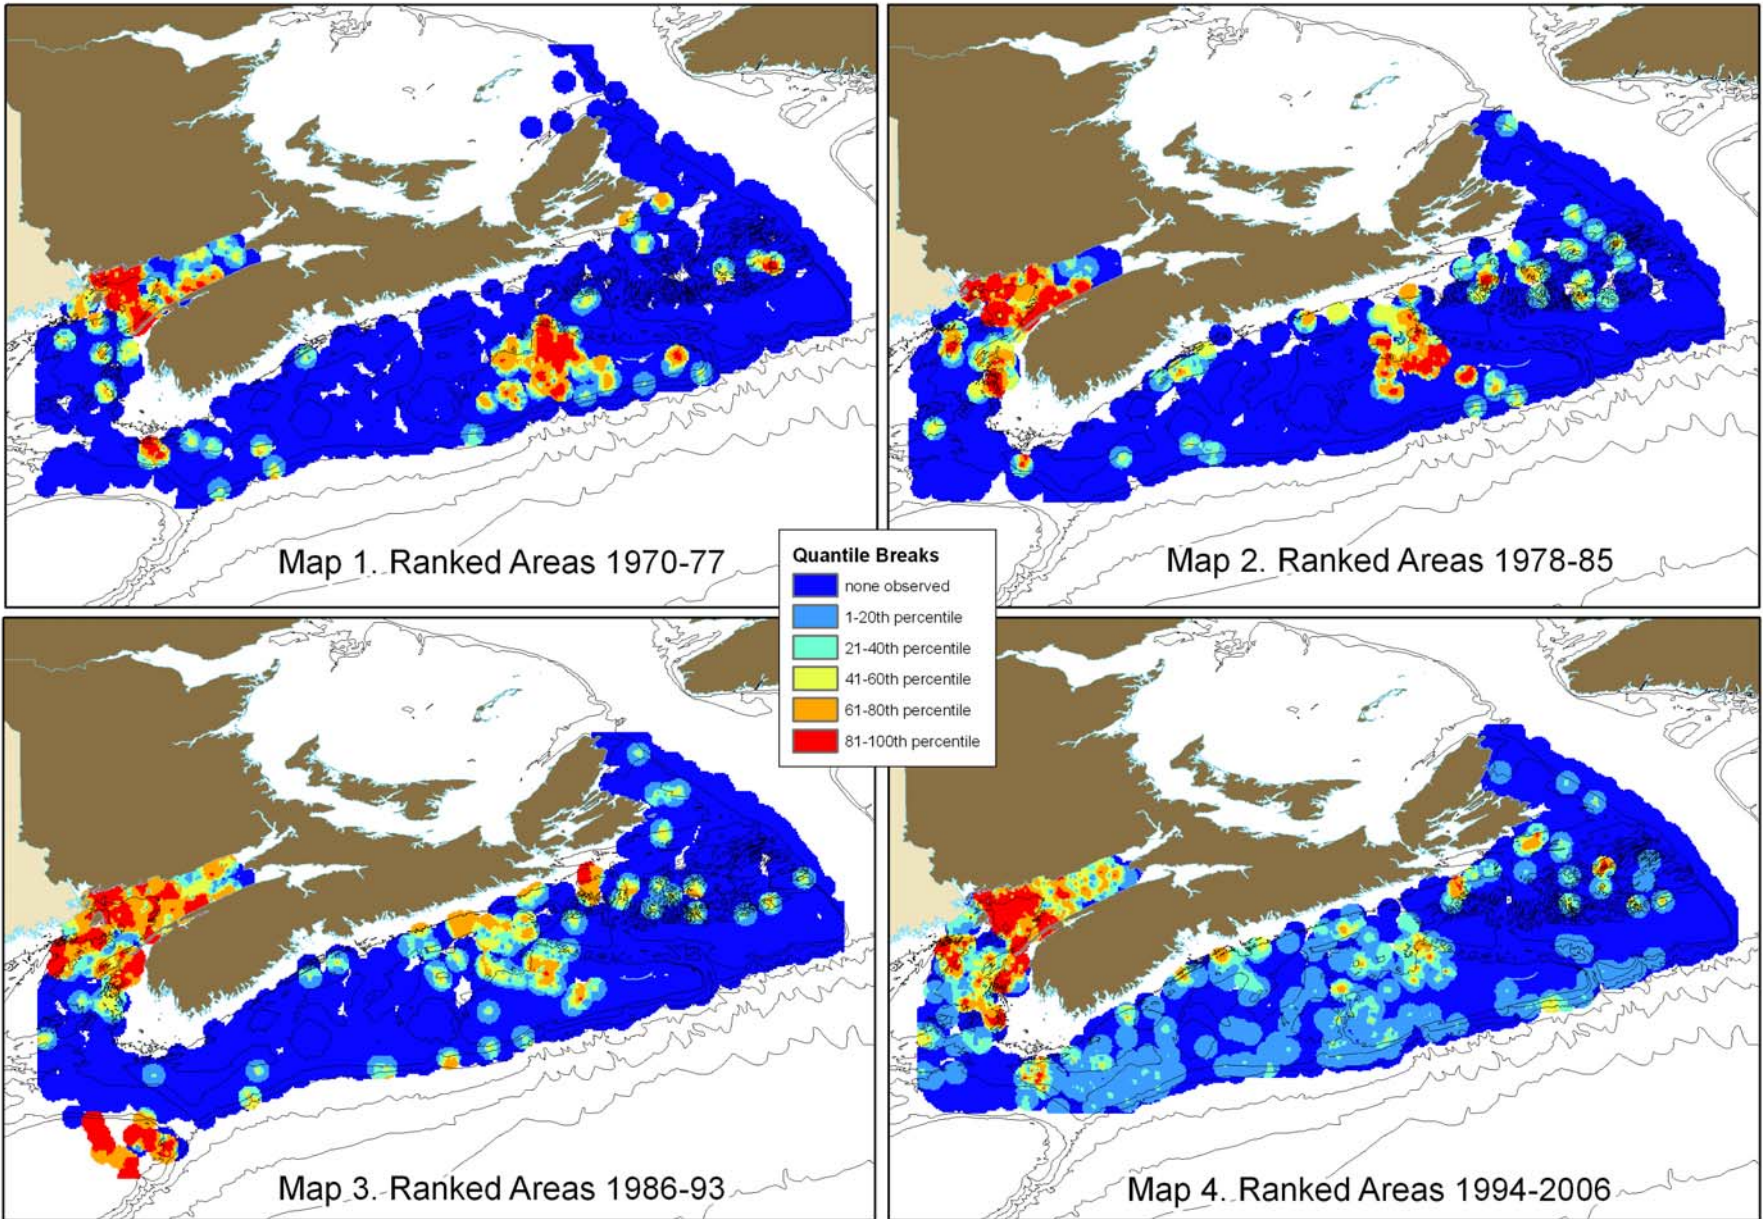 Map 1. Ranked Areas 1970-77
Map 2. Ranked Areas 1978-85
Quantile Breaks
none observed
1-20th percentile
21-40th percentile
41-60th percentile
61-80th percentile
81-100th percentile
Map 3. Ranked Areas 1986-93
Map 4. Ranked Areas 1994-2006